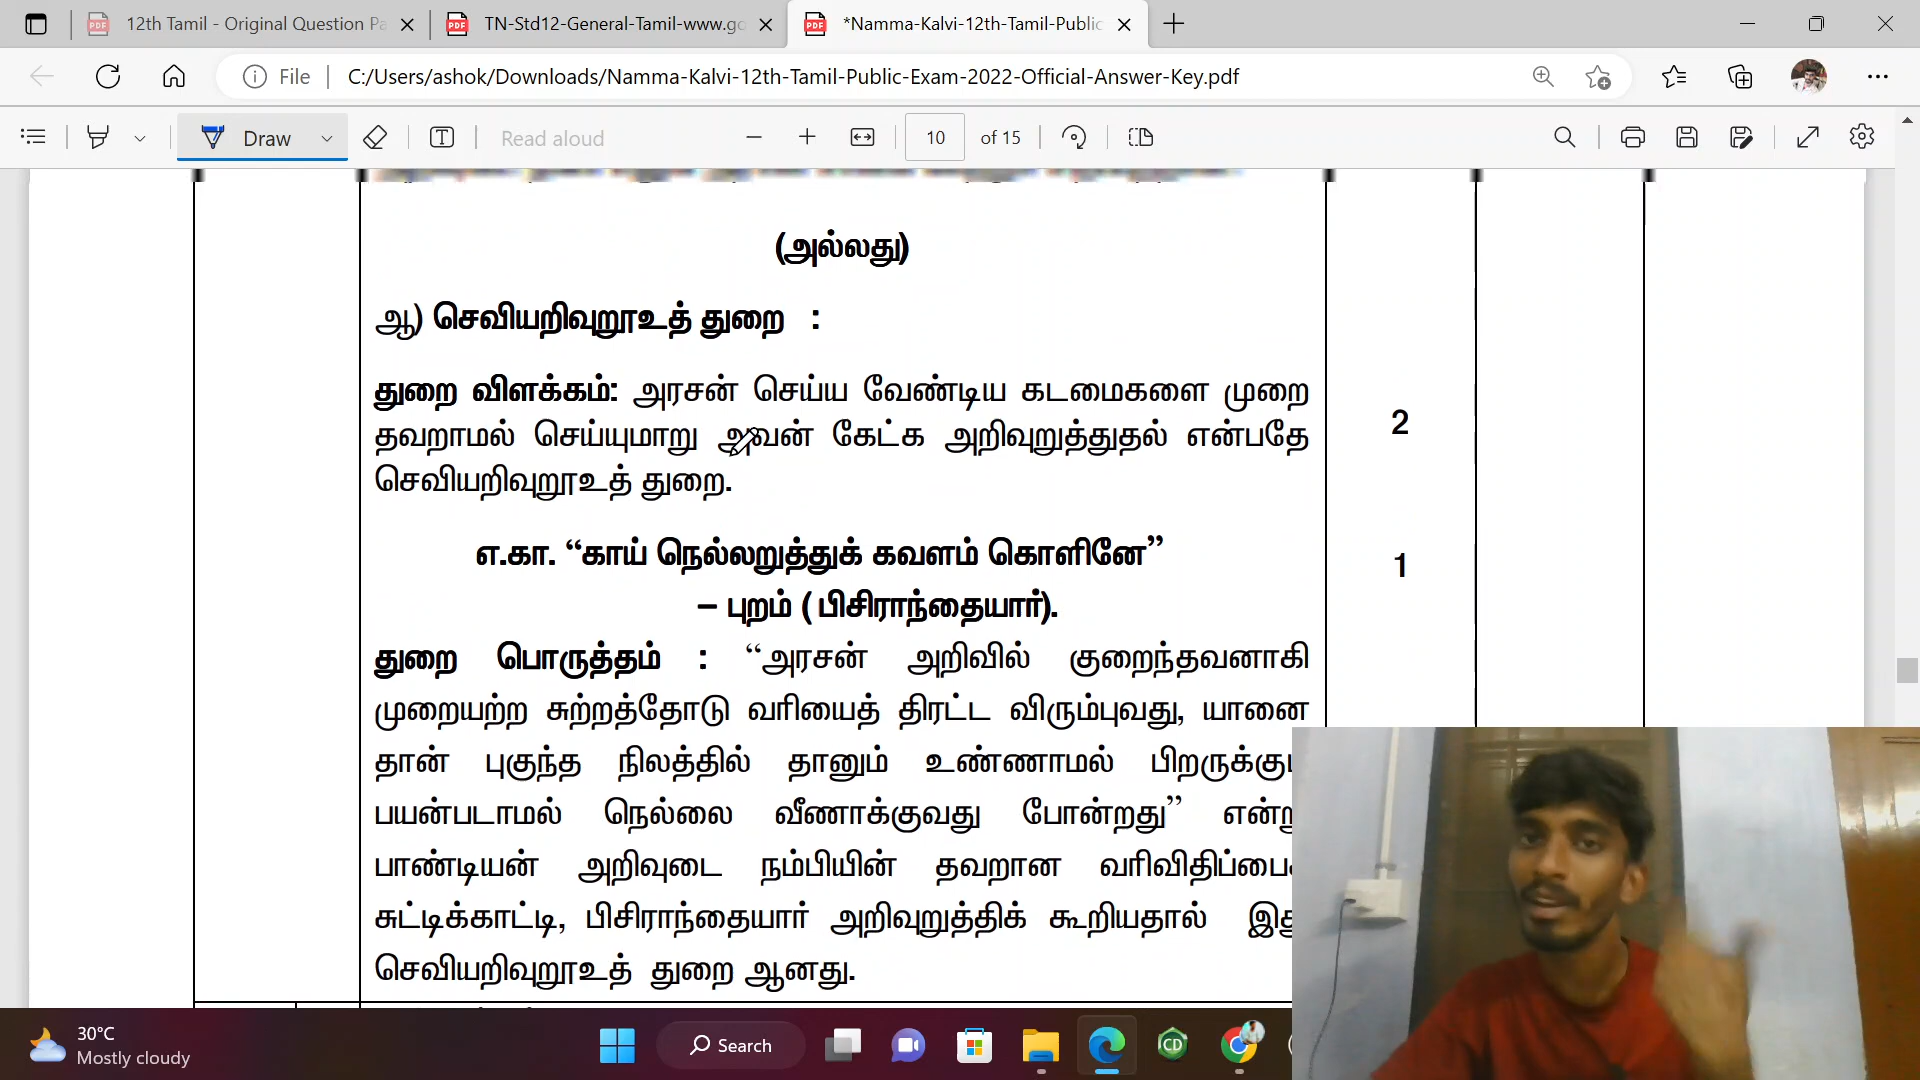 12th Tamil - Original Question Pa
TN-Std12-General-Tamil-www.go
*Namma-Kalvi-12th-Tamil-Public
File
C:/Users/ashok/Downloads/Namma-Kalvi-12th-Tamil-Public-Exam-2022-Official-Answer-Key.pdf
Draw
Read aloud
10 of 15
(அல்லது)
ஆ) செவியறிவுறூஉத் துறை :
துறை விளக்கம்: அரசன் செய்ய வேண்டிய கடமைகளை முறை
தவறாமல் செய்யுமாறு அவன் கேட்க அறிவுறுத்துதல் என்பதே
செவியறிவுறூஉத் துறை.
2
எ.கா. “காய் நெல்லறுத்துக் கவளம் கொளினே”
1
– புறம் ( பிசிராந்தையார்).
துறை பொருத்தம் : “அரசன் அறிவில் குறைந்தவனாகி
முறையற்ற சுற்றத்தோடு வரியைத் திரட்ட விரும்புவது, யானை
தான் புகுந்த நிலத்தில் தானும் உண்ணாமல் பிறருக்கு
பயன்படாமல் நெல்லை வீணாக்குவது போன்றது” என்று
பாண்டியன் அறிவுடை நம்பியின் தவறான வரிவிதிப்பை
சுட்டிக்காட்டி, பிசிராந்தையார் அறிவுறுத்திக் கூறியதால் இது
செவியறிவுறூஉத் துறை ஆனது.
30°C
Mostly cloudy
Search
CD